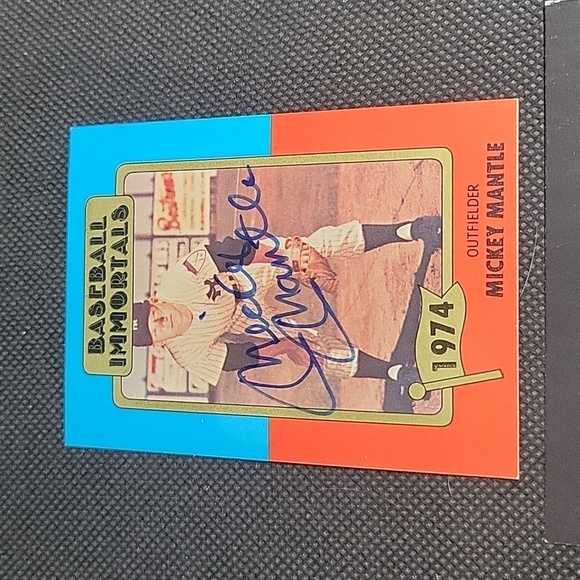 BASEBALL
IMMORTALS
Mickey
Mantle
1974
OUTFIELDER
MICKEY MANTLE